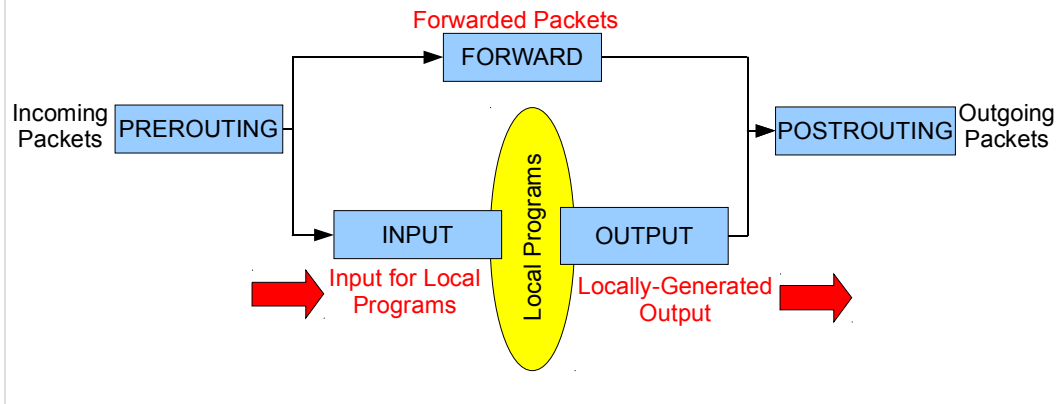 Forwarded Packets
FORWARD
Incoming
Packets
PREROUTING
POSTROUTING
Outgoing
Packets
INPUT
Local Programs
OUTPUT
Input for Local
Programs
Locally-Generated
Output